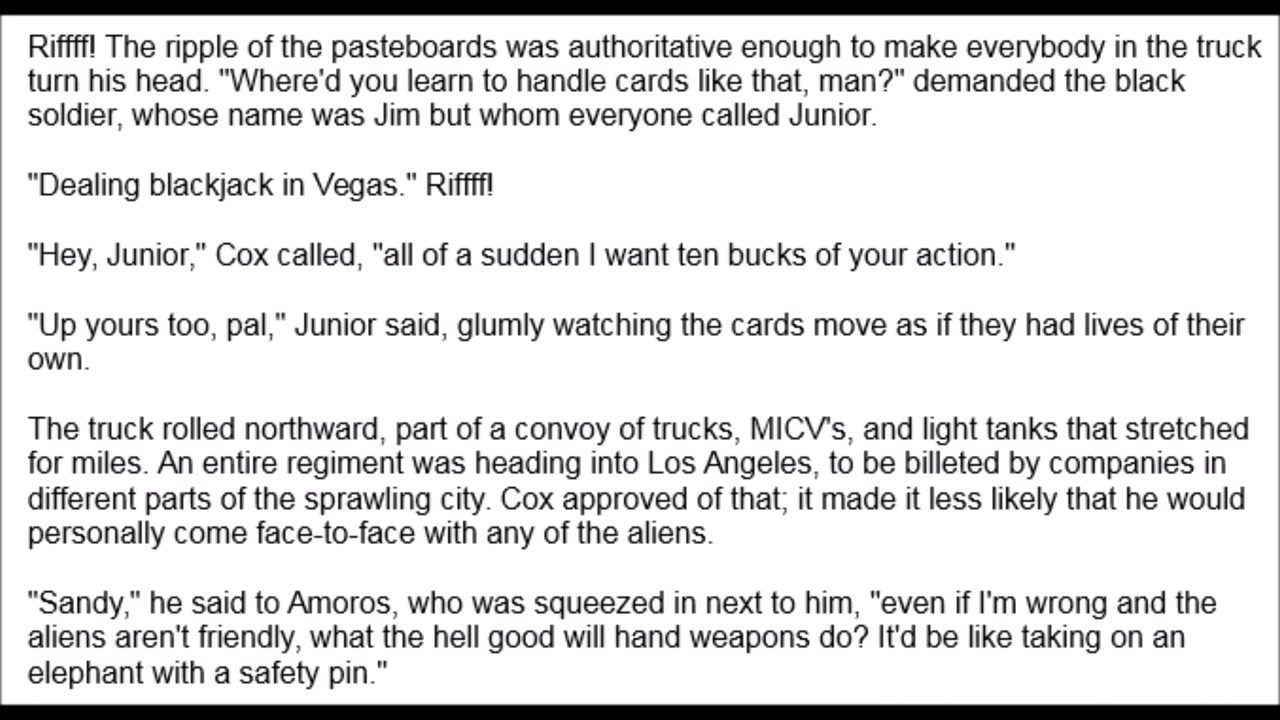 Riffff! The ripple of the pasteboards was authoritative enough to make everybody in the truck
turn his head. "Where'd you learn to handle cards like that, man?" demanded the black
soldier, whose name was Jim but whom everyone called Junior.
"Dealing blackjack in Vegas." Riffff!
"Hey, Junior," Cox called, "all of a sudden I want ten bucks of your action."
"Up yours too, pal," Junior said, glumly watching the cards move as if they had lives of their
own.
The truck rolled northward, part of a convoy of trucks, MICV's, and light tanks that stretched
for miles. An entire regiment was heading into Los Angeles, to be billeted by companies in
different parts of the sprawling city. Cox approved of that; it made it less likely that he would
personally come face-to-face with any of the aliens.
"Sandy," he said to Amoros, who was squeezed in next to him, "even if I'm wrong and the
aliens aren't friendly, what the hell good will hand weapons do? It'd be like taking on an
elephant with a safety pin."